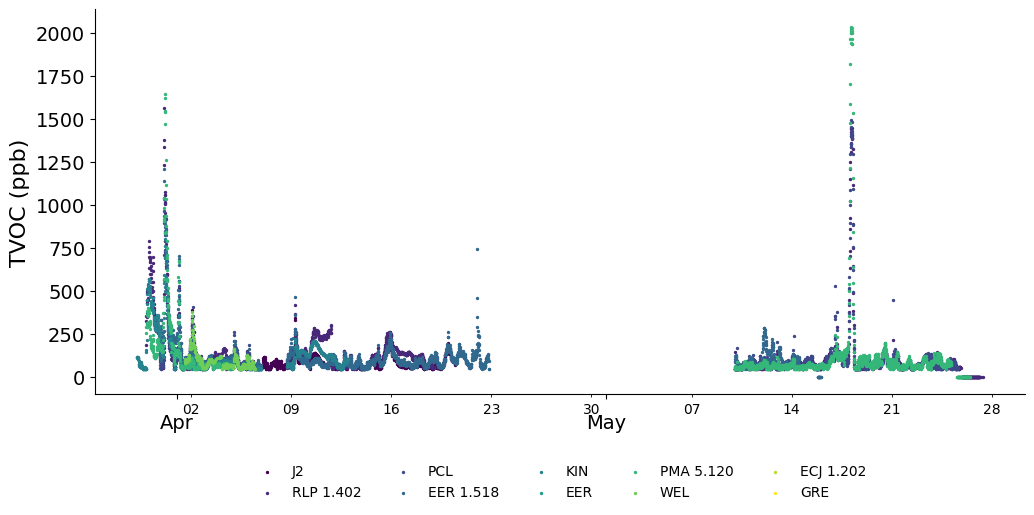 TVOC (ppb)
2000
1750
1500
1250
1000
750
500
250
0
02 09 16 23 30 07 14 21 28
Apr May
J2 PCL KIN PMA 5.120 ECJ 1.202
RLP 1.402 EER 1.518 EER WEL GRE